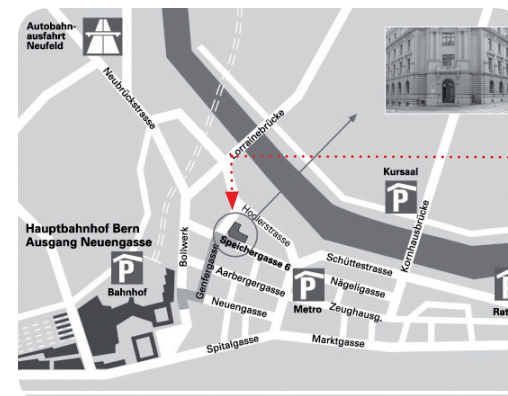 Autobahn-
ausfahrt
Neufeld
Neubrückstrasse
Lorrainebrücke
Kursaal
P
Hauptbahnhof Bern
Ausgang Neuengasse
P
Bahnhof
Bollwerk
Hodlerstrasse
Speichergasse 6
Genfergasse
Aarbergergasse
Neuengasse
Spitalgasse
P
Metro
Schüttestrasse
Nägeligasse
Zeughausg.
Marktgasse
Kornhausbrücke
P
Rat